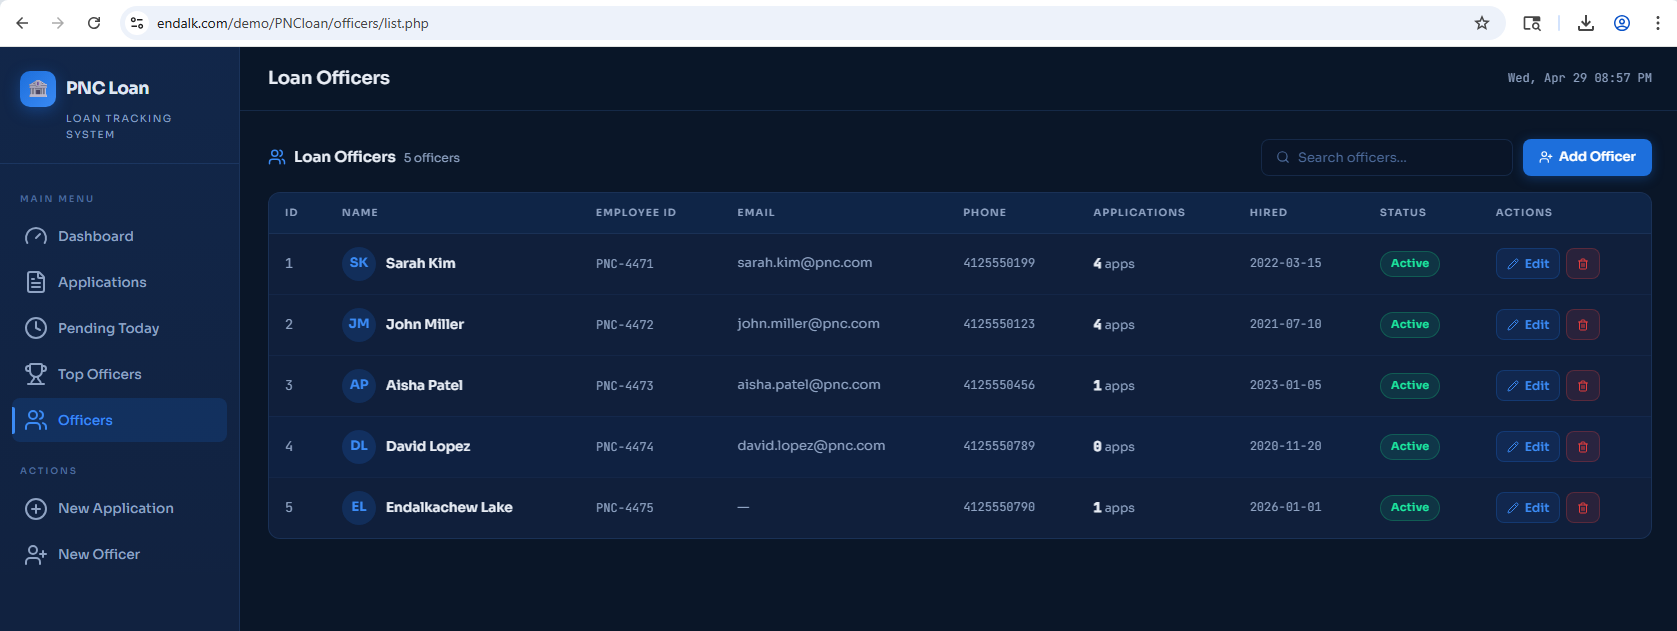 endalk.com/demo/PNCloan/officers/list.php
PNC Loan
LOAN TRACKING
SYSTEM
MAIN MENU
Dashboard
Applications
Pending Today
Top Officers
Officers
ACTIONS
New Application
New Officer
Loan Officers
Wed, Apr 29 08:57 PM
Loan Officers 5 officers
Search officers...
Add Officer
ID NAME EMPLOYEE ID EMAIL PHONE APPLICATIONS HIRED STATUS ACTIONS
1 SK Sarah Kim PNC-4471 sarah.kim@pnc.com 4125550199 4 apps 2022-03-15 Active Edit
2 JM John Miller PNC-4472 john.miller@pnc.com 4125550123 4 apps 2021-07-10 Active Edit
3 AP Aisha Patel PNC-4473 aisha.patel@pnc.com 4125550456 1 apps 2023-01-05 Active Edit
4 DL David Lopez PNC-4474 david.lopez@pnc.com 4125550789 0 apps 2020-11-20 Active Edit
5 EL Endalkachew Lake PNC-4475 — 4125550790 1 apps 2026-01-01 Active Edit